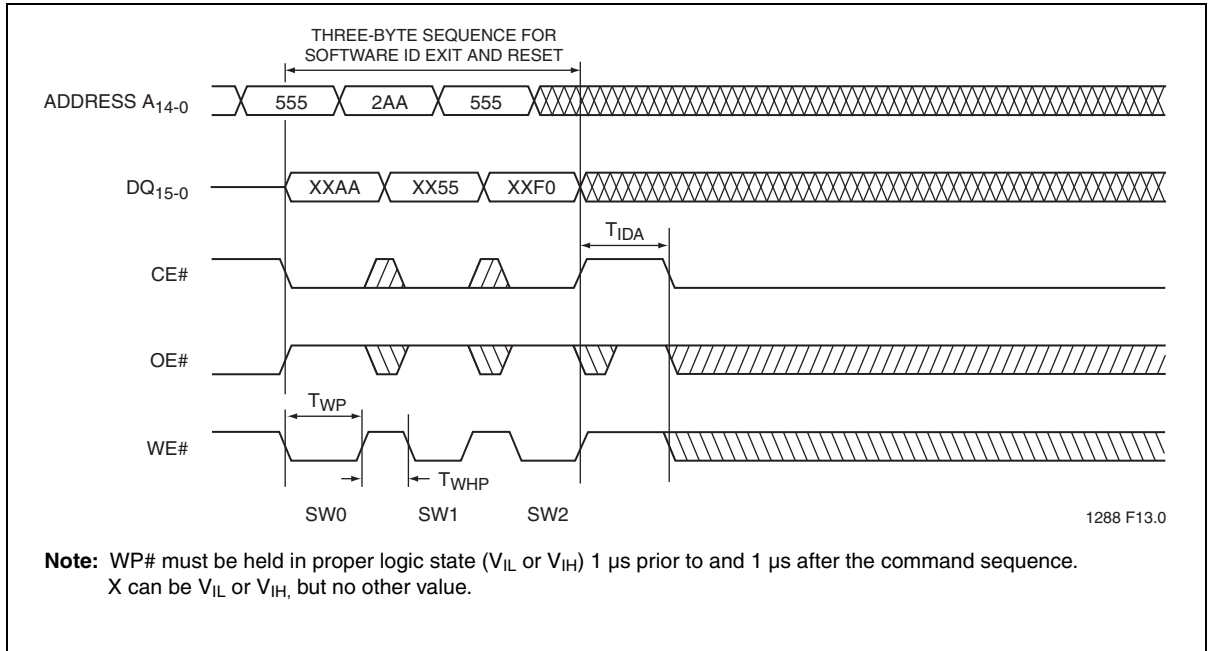 THREE-BYTE SEQUENCE FOR
SOFTWARE ID EXIT AND RESET
ADDRESS A14-0 555 2AA 555
DQ15-0 XXAA XX55 XXF0
TIDA
CE#
OE#
TWP
WE#
TWHP
SW0 SW1 SW2
1288 F13.0
Note: WP# must be held in proper logic state (VIL or VIH) 1 µs prior to and 1 µs after the command sequence.
X can be VIL or VIH, but no other value.